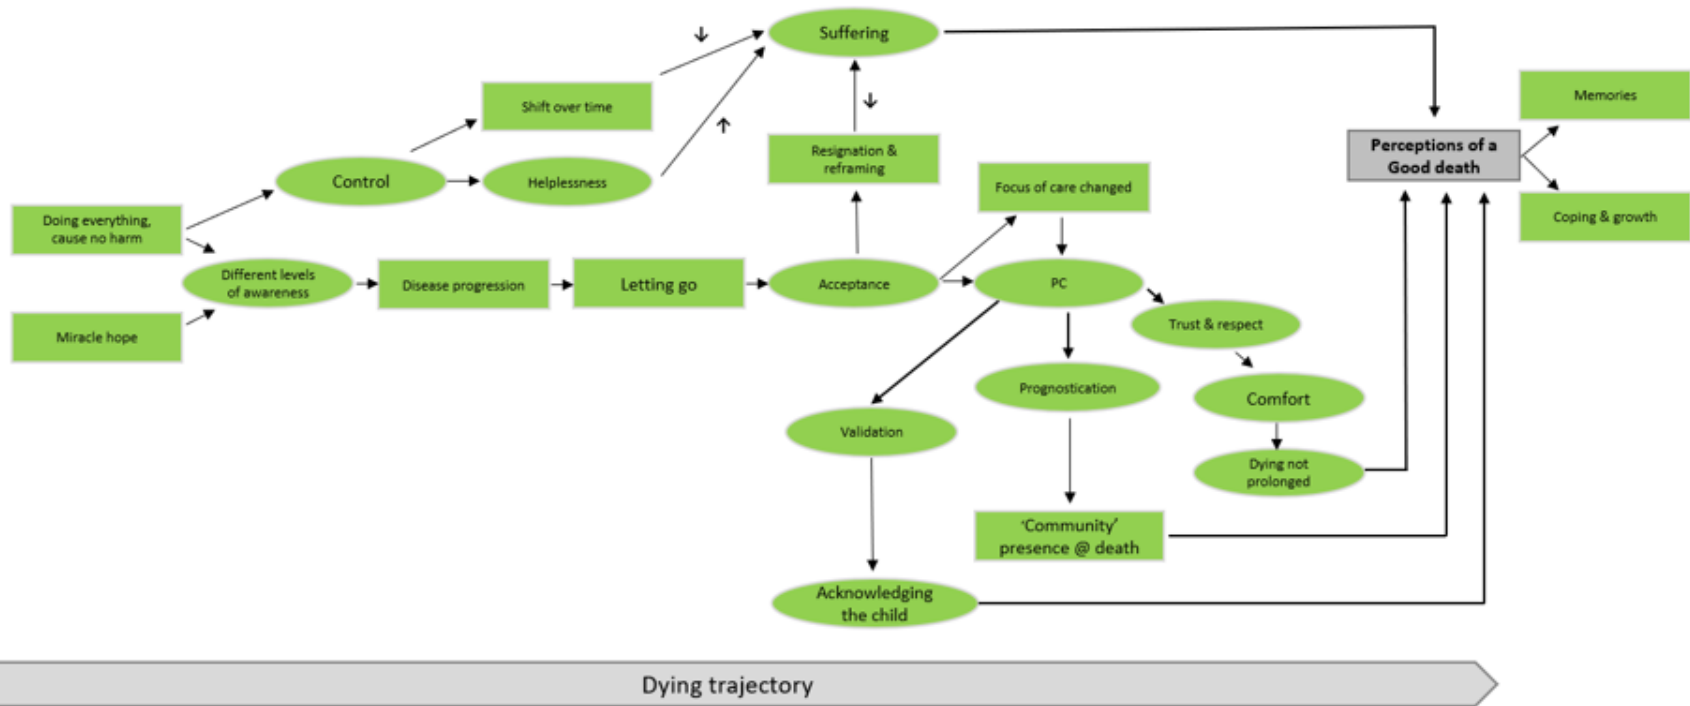 Suffering
Memories
Shift over time
Perceptions of a
Good death
Resignation &
reframing
Control
Helplessness
Focus of care changed
Coping & growth
Doing everything,
cause no harm
Different levels
of awareness
Disease progression
Letting go
Acceptance
PC
Miracle hope
Trust & respect
Prognostication
Comfort
Validation
Dying not
prolonged
‘Community’
presence @ death
Acknowledging
the child
Dying trajectory